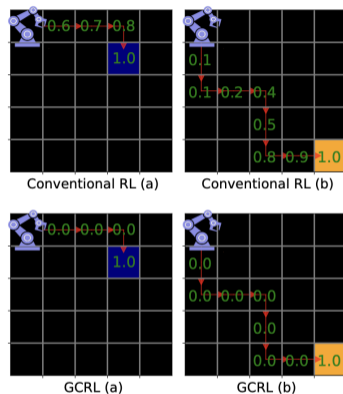 0.6 0.7 0.8
1.0
Conventional RL (a)
0.1
0.1 0.2 0.4
0.5
0.8 0.9 1.0
Conventional RL (b)
0.0 0.0 0.0
1.0
GCRL (a)
0.0
0.0 0.0 0.0
0.0
0.0 0.0 1.0
GCRL (b)